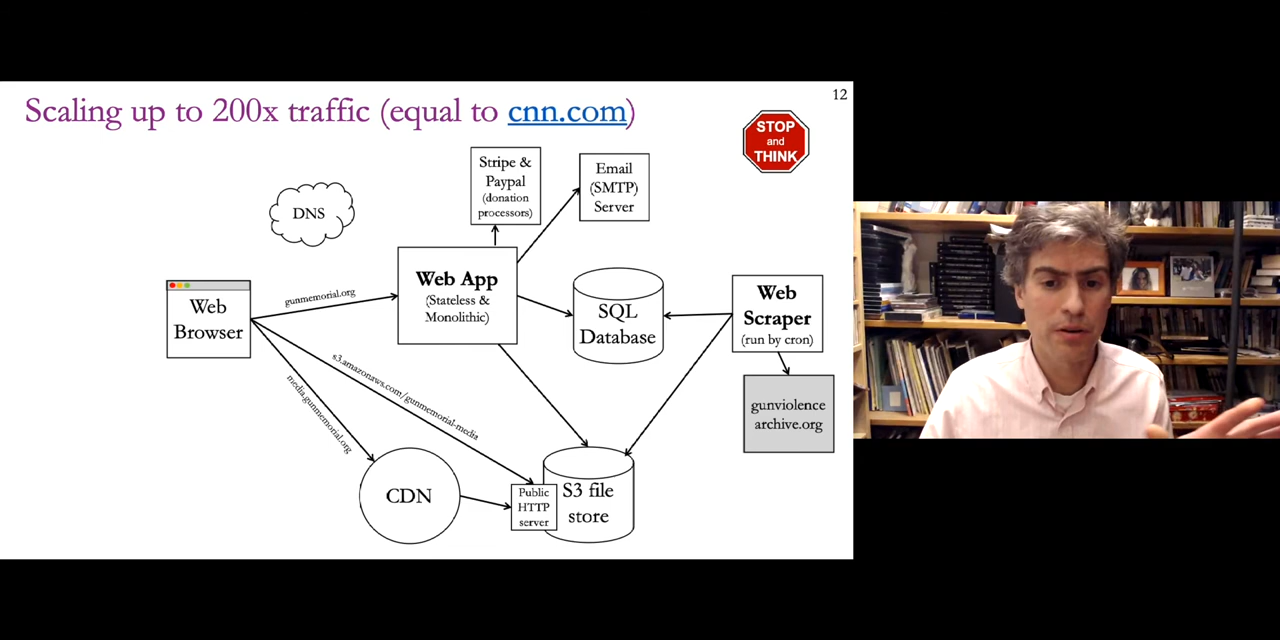 Scaling up to 200x traffic (equal to cnn.com)
12
STOP
and
THINK
Stripe &
Paypal
(donation
processors)
Email
(SMTP)
Server
DNS
Web App
(Stateless &
Monolithic)
Web
Browser
gunmemorial.org
SQL
Database
Web
Scraper
(run by cron)
s3.amazonaws.com/gunmemorial-media
media.gunmemorial.org
gunviolence
archive.org
CDN
Public
HTTP
server
S3 file
store